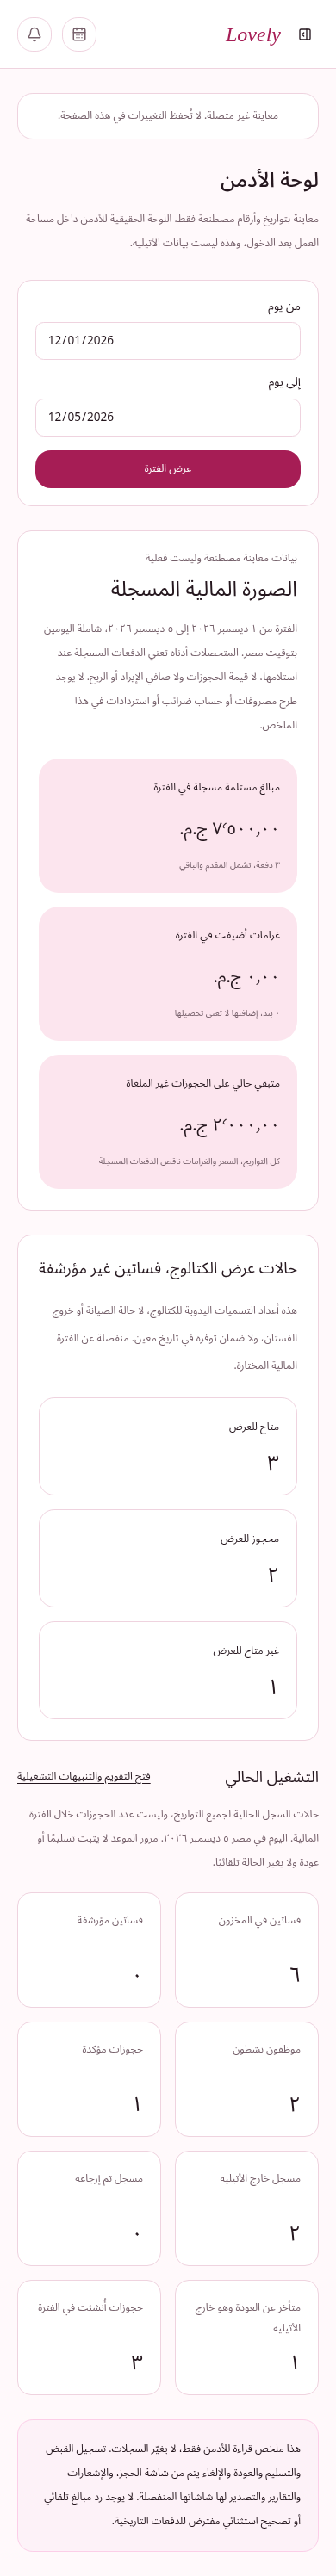 Lovely
معاينة غير متصلة. لا تُحفظ التغييرات في هذه الصفحة.
لوحة الأدمن
معاينة بتواريخ وأرقام مصطنعة فقط. اللوحة الحقيقية للأدمن داخل مساحة
العمل بعد الدخول، وهذه ليست بيانات الأتيليه.
من يوم
12/01/2026
إلى يوم
12/05/2026
عرض الفترة
بيانات معاينة مصطنعة وليست فعلية
الصورة المالية المسجلة
الفترة من ١ ديسمبر ٢٠٢٦ إلى ٥ ديسمبر ٢٠٢٦، شاملة اليومين
بتوقيت مصر. المتحصلات أدناه تعني الدفعات المسجلة عند
استلامها، لا قيمة الحجوزات ولا صافي الإيراد أو الربح. لا يوجد
طرح مصروفات أو حساب ضرائب أو استردادات في هذا
الملخص.
مبالغ مستلمة مسجلة في الفترة
٧٬٥٠٠٫٠٠ ج.م.
٣ دفعة، تشمل المقدم والباقي
غرامات أضيفت في الفترة
٠٫٠٠ ج.م.
٠ بند، إضافتها لا تعني تحصيلها
متبقي حالي على الحجوزات غير الملغاة
٢٬٠٠٠٫٠٠ ج.م.
كل التواريخ، السعر والغرامات ناقص الدفعات المسجلة
حالات عرض الكتالوج، فساتين غير مؤرشفة
هذه أعداد التسميات اليدوية للكتالوج، لا حالة الصيانة أو خروج
الفستان، ولا ضمان توفره في تاريخ معين. منفصلة عن الفترة
المالية المختارة.
متاح للعرض
٣
محجوز للعرض
٢
غير متاح للعرض
١
التشغيل الحالي
فتح التقويم والتنبيهات التشغيلية
حالات السجل الحالية لجميع التواريخ، وليست عدد الحجوزات خلال الفترة
المالية. اليوم في مصر ٥ ديسمبر ٢٠٢٦. مرور الموعد لا يثبت تسليمًا أو
عودة ولا يغير الحالة تلقائيًا.
فساتين في المخزون
٦
فساتين مؤرشفة
٠
موظفون نشطون
٢
حجوزات مؤكدة
١
مسجل خارج الأتيليه
٢
مسجل تم إرجاعه
٠
متأخر عن العودة وهو خارج
الأتيليه
١
حجوزات أُنشئت في الفترة
٣
هذا ملخص قراءة للأدمن فقط، لا يغيّر السجلات. تسجيل القبض
والتسليم والعودة والإلغاء يتم من شاشة الحجز، والإشعارات
والتقارير والتصدير لها شاشاتها المنفصلة. لا يوجد رد مبالغ تلقائي
أو تصحيح استثنائي مفترض للدفعات التاريخية.